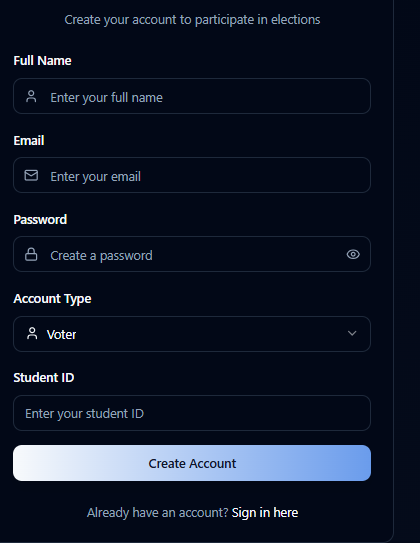 Create your account to participate in elections
Full Name
Enter your full name
Email
Enter your email
Password
Create a password
Account Type
Voter
Student ID
Enter your student ID
Create Account
Already have an account? Sign in here